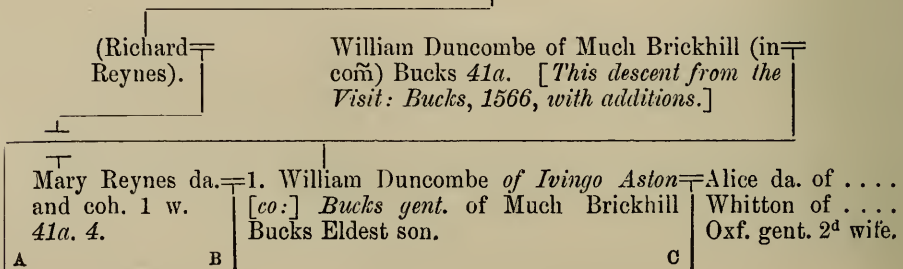 (Richard
Reynes).
William Duncombe of Much Brickhill (in
com̃) Bucks 41a. [This descent from the
Visit: Bucks, 1566, with additions.]
Mary Reynes da.
and coh. 1 w.
41a. 4.
1. William Duncombe of Ivingo Aston
[co:] Bucks gent. of Much Brickhill
Bucks Eldest son.
Alice da. of ....
Whitton of ....
Oxf. gent. 2d wife.
A B C